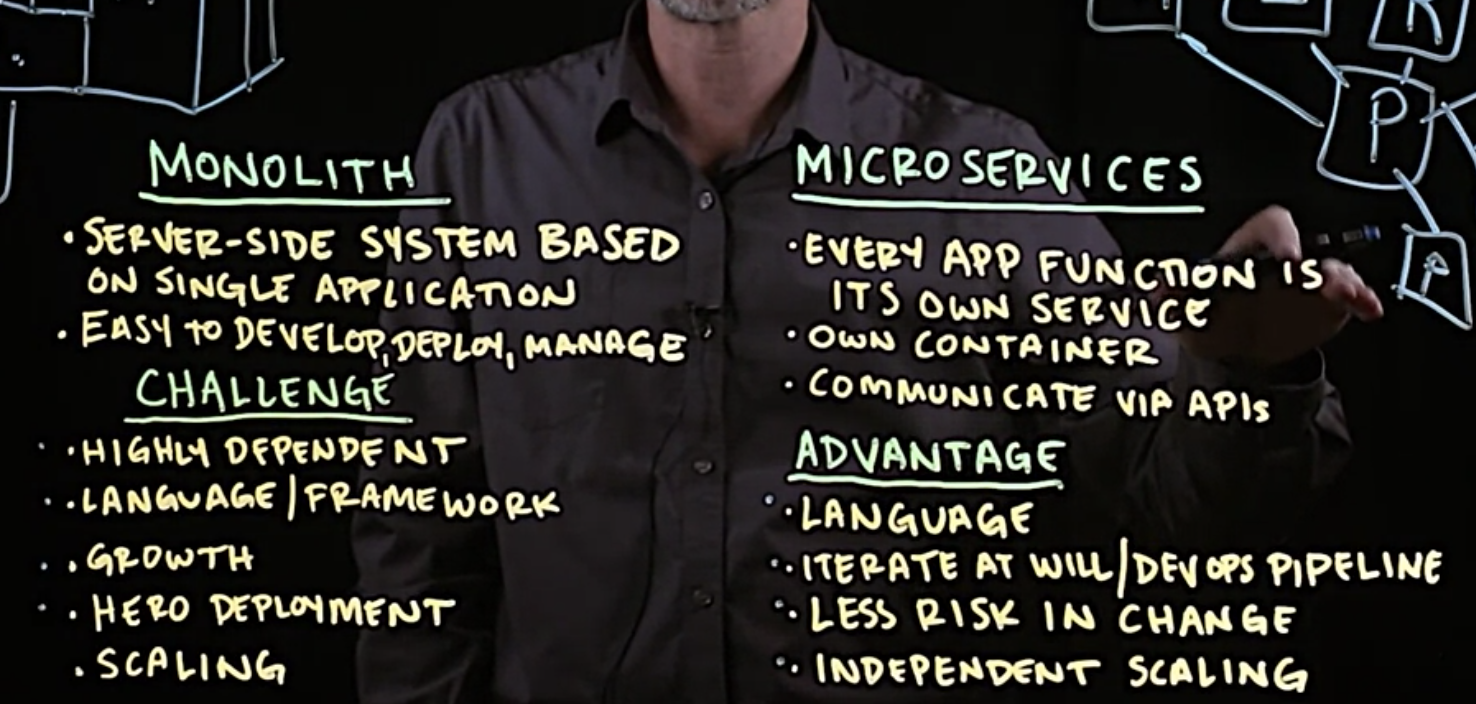 MONOLITH
• SERVER-SIDE SYSTEM BASED
ON SINGLE APPLICATION
• EASY TO DEVELOP, DEPLOY, MANAGE
CHALLENGE
• HIGHLY DEPENDENT
• LANGUAGE/FRAMEWORK
• GROWTH
• HERO DEPLOYMENT
• SCALING
MICROSERVICES
• EVERY APP FUNCTION IS
ITS OWN SERVICE
• OWN CONTAINER
• COMMUNICATE VIA APIs
ADVANTAGE
• LANGUAGE
• ITERATE AT WILL/DEVOPS PIPELINE
• LESS RISK IN CHANGE
• INDEPENDENT SCALING
R
P
P